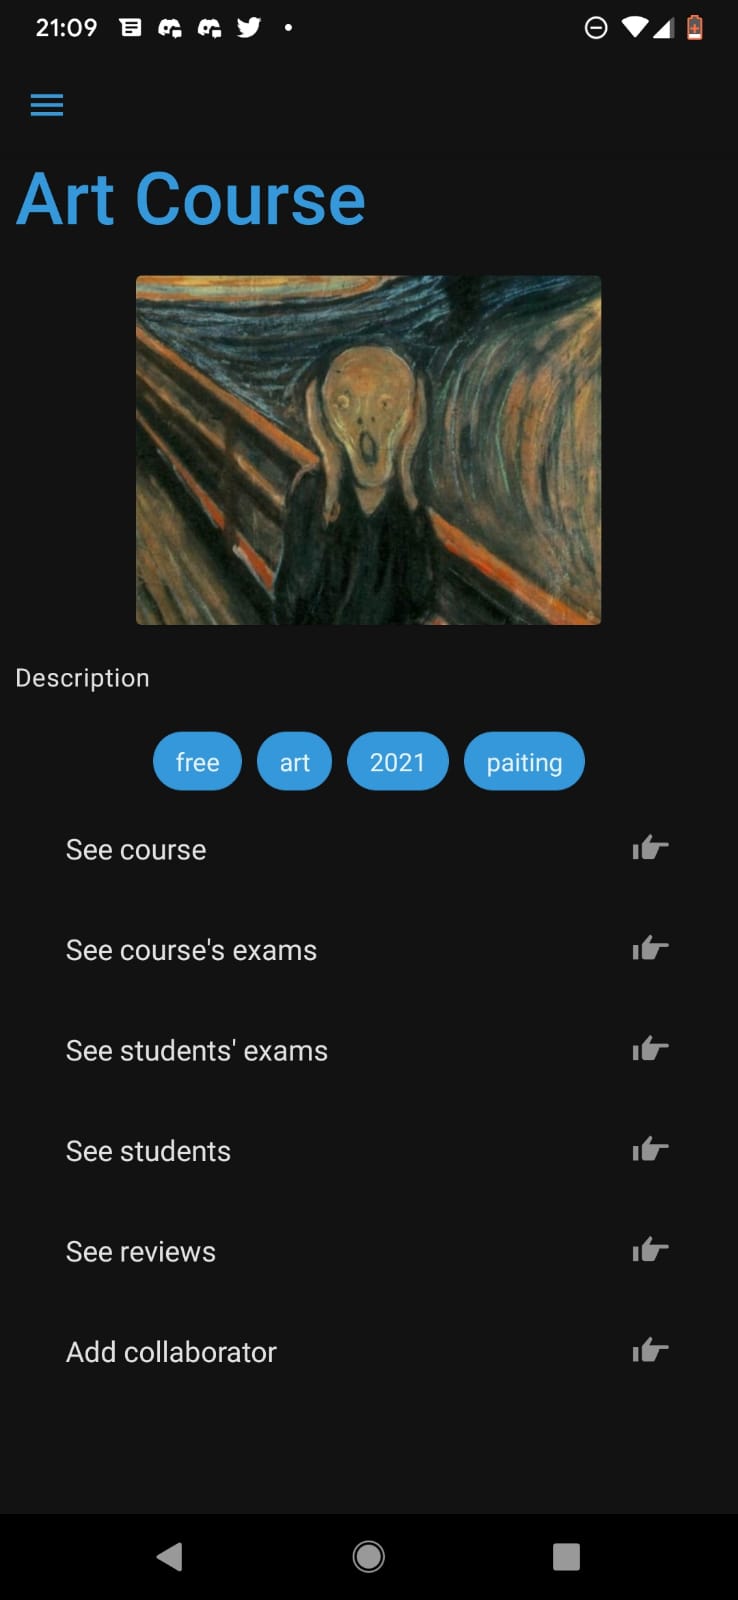 21:09
Art Course
Description
free art 2021 paiting
See course
See course's exams
See students' exams
See students
See reviews
Add collaborator